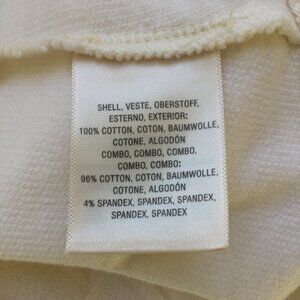 SHELL, VESTE, OBERSTOFF,
ESTERNO, EXTERIOR:
100% COTTON, COTON, BAUMWOLLE,
COTONE, ALGODÓN
COMBO, COMBO, COMBO,
COMBO, COMBO:
96% COTTON, COTON, BAUMWOLLE,
COTONE, ALGODÓN
4% SPANDEX, SPANDEX, SPANDEX,
SPANDEX, SPANDEX